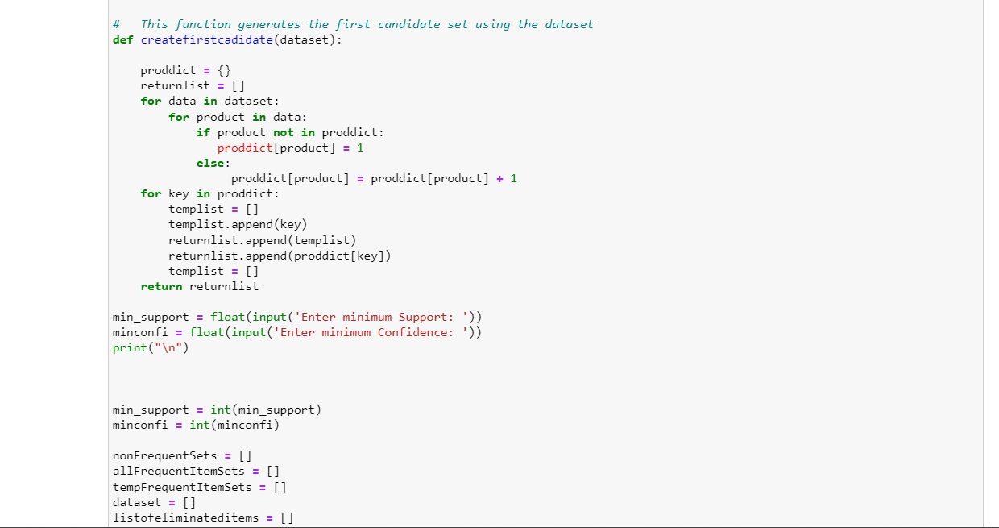 #   This function generates the first candidate set using the dataset
def createfirstcadidate(dataset):
    proddict = {}
    returnlist = []
    for data in dataset:
        for product in data:
            if product not in proddict:
               proddict[product] = 1
            else:
                 proddict[product] = proddict[product] + 1
    for key in proddict:
        templist = []
        templist.append(key)
        returnlist.append(templist)
        returnlist.append(proddict[key])
        templist = []
    return returnlist
min_support = float(input('Enter minimum Support: '))
minconfi = float(input('Enter minimum Confidence: '))
print("\n")
min_support = int(min_support)
minconfi = int(minconfi)
nonFrequentSets = []
allFrequentItemSets = []
tempFrequentItemSets = []
dataset = []
listofeliminateditems = []